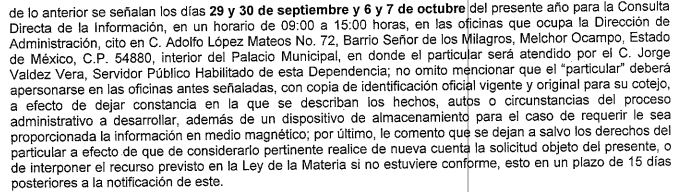 de lo anterior se señalan los días 29 y 30 de septiembre y 6 y 7 de octubre del presente año para la Consulta
Directa de la Información, en un horario de 09:00 a 15:00 horas, en las oficinas que ocupa la Dirección de
Administración, cito en C. Adolfo López Mateos No. 72, Barrio Señor de los Milagros, Melchor Ocampo, Estado
de México, C.P. 54880, interior del Palacio Municipal, en donde el particular será atendido por el C. Jorge
Valdez Vera, Servidor Público Habilitado de esta Dependencia; no omito mencionar que el “particular” deberá
apersonarse en las oficinas antes señaladas, con copia de identificación oficial vigente y original para su cotejo,
a efecto de dejar constancia en la que se describan los hechos, autos o circunstancias del proceso
administrativo a desarrollar, además de un dispositivo de almacenamiento para el caso de requerir le sea
proporcionada la información en medio magnético; por último, le comento que se dejan a salvo los derechos del
particular a efecto de que de considerarlo pertinente realice de nueva cuenta la solicitud objeto del presente, o
de interponer el recurso previsto en la Ley de la Materia si no estuviere conforme, esto en un plazo de 15 días
posteriores a la notificación de este.